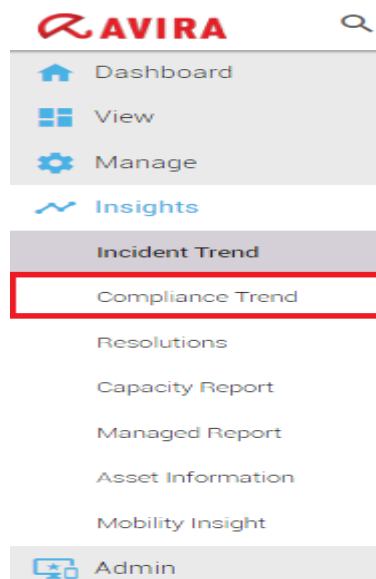 AVIRA
Dashboard
View
Manage
Insights
Incident Trend
Compliance Trend
Resolutions
Capacity Report
Managed Report
Asset Information
Mobility Insight
Admin